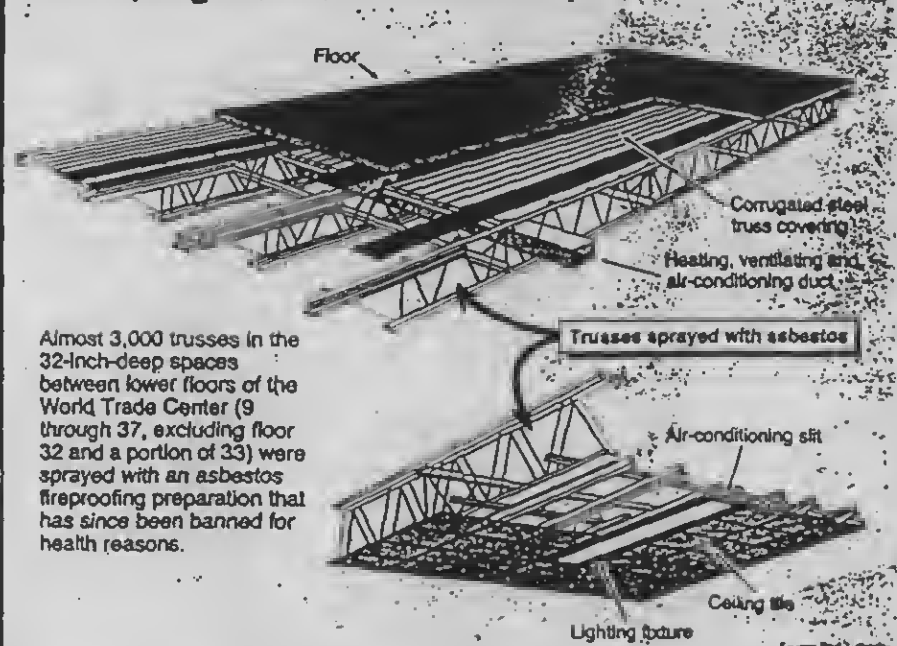 Floor
Corrugated steel
truss covering
Heating, ventilating and
air-conditioning duct
Trusses sprayed with asbestos
Almost 3,000 trusses in the
32-inch-deep spaces
between lower floors of the
World Trade Center (9
through 37, excluding floor
32 and a portion of 33) were
sprayed with an asbestos
fireproofing preparation that
has since been banned for
health reasons.
Air-conditioning slit
Ceiling tile
Lighting fixture